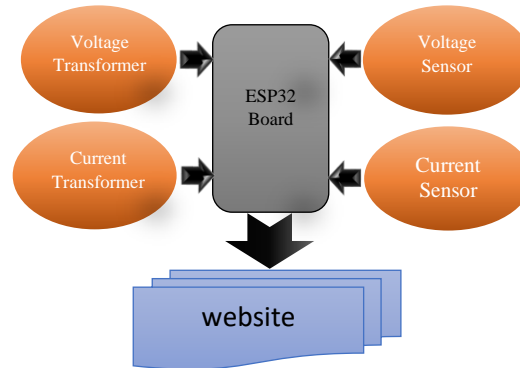 Voltage
Transformer
Voltage
Sensor
ESP32
Board
Current
Transformer
Current
Sensor
website